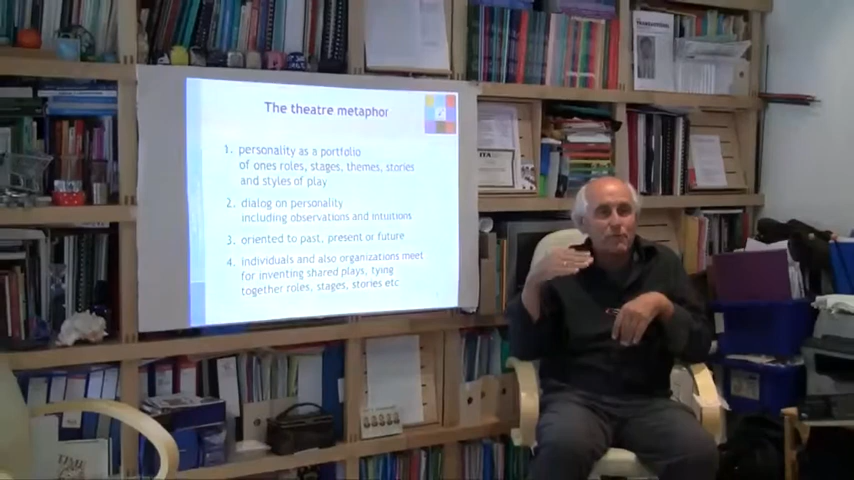 The theatre metaphor
1. personality as a portfolio
of ones roles, stages, themes, stories
and styles of play
2. dialog on personality
including observations and intuitions
3. oriented to past, present or future
4. individuals and also organizations meet
for inventing shared plays, tying
together roles, stages, stories etc